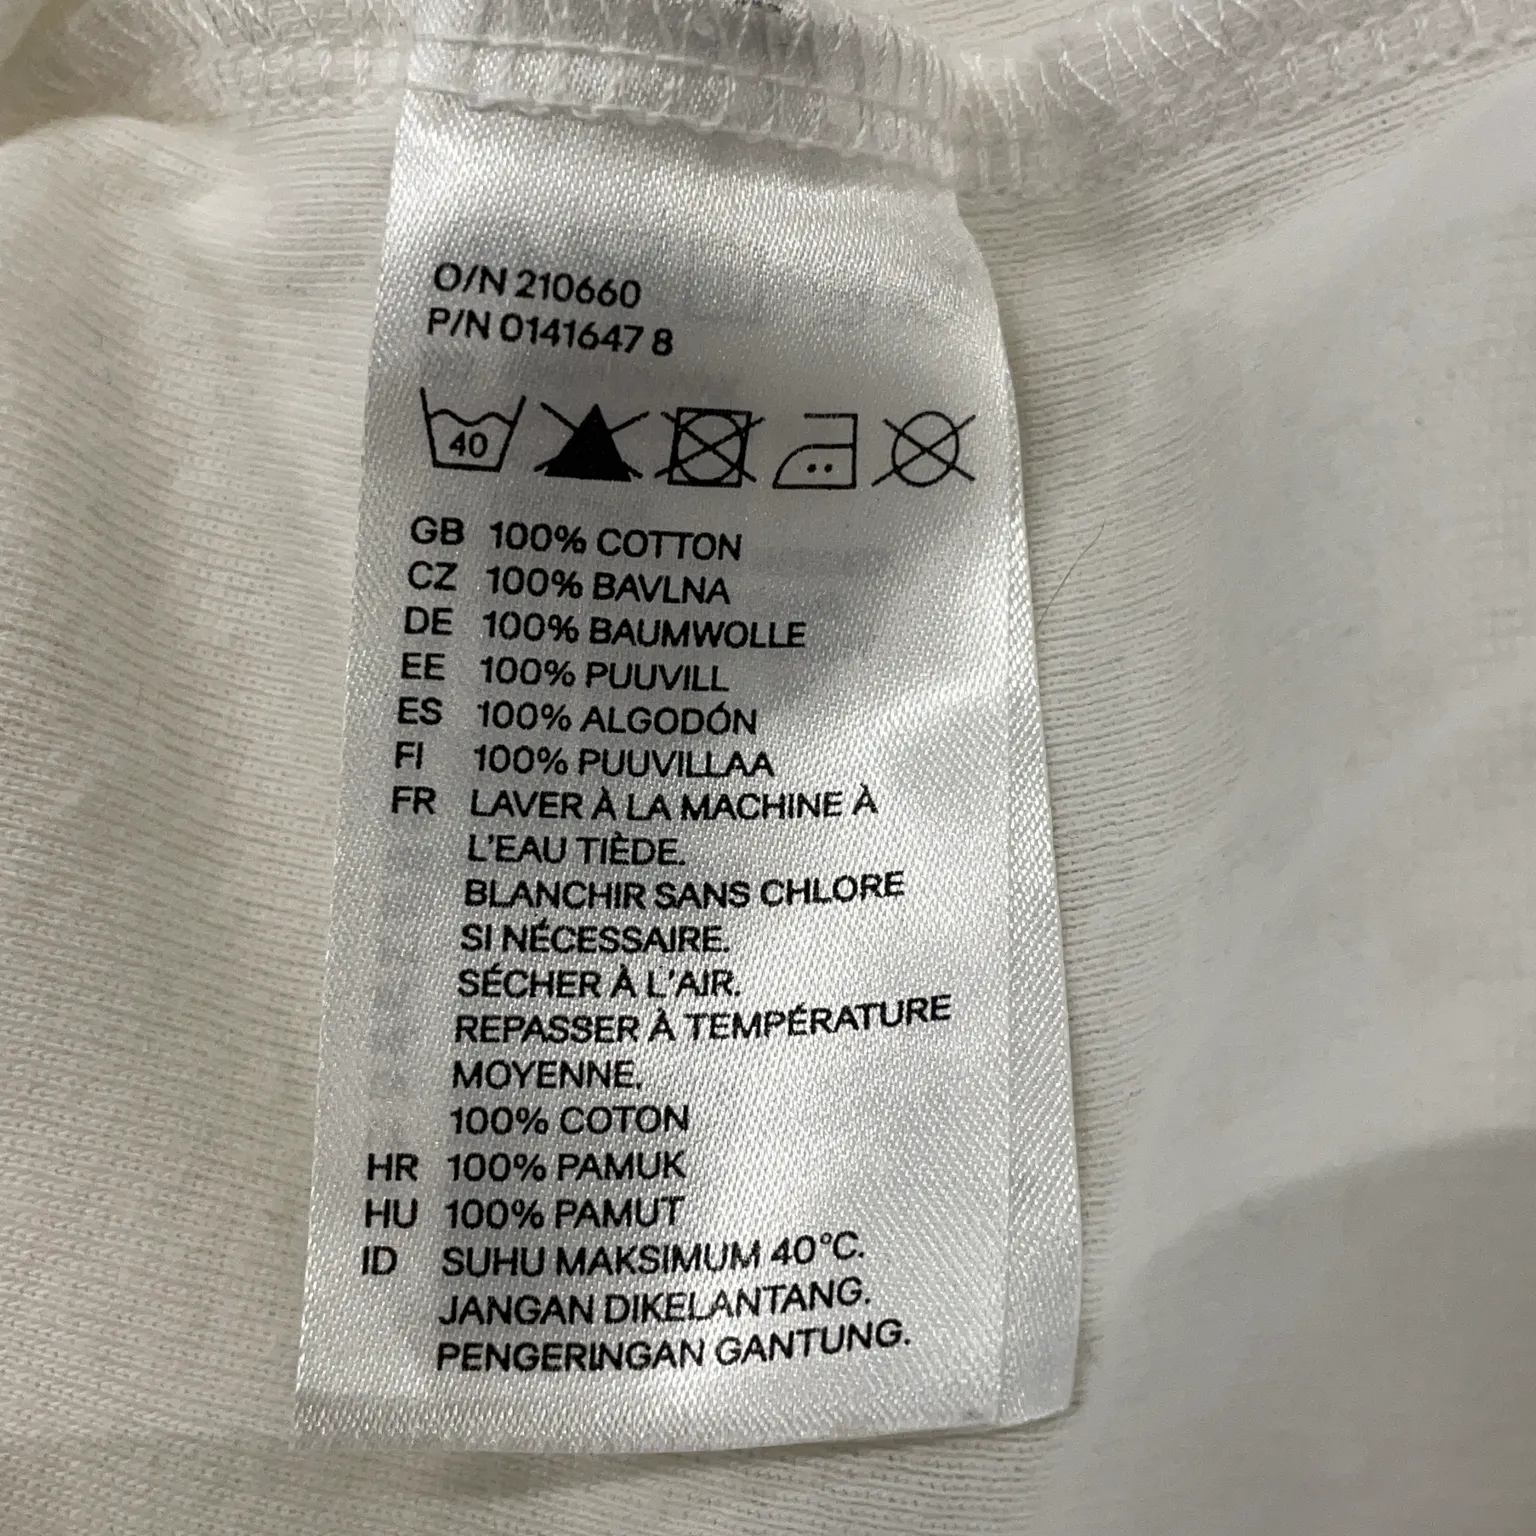 O/N 210660
P/N 0141647 8
40
GB 100% COTTON
CZ 100% BAVLNA
DE 100% BAUMWOLLE
EE 100% PUUVILL
ES 100% ALGODÓN
FI 100% PUUVILLAA
FR LAVER À LA MACHINE À
L'EAU TIÈDE.
BLANCHIR SANS CHLORE
SI NÉCESSAIRE.
SÉCHER À L'AIR.
REPASSER À TEMPÉRATURE
MOYENNE.
100% COTON
HR 100% PAMUK
HU 100% PAMUT
ID SUHU MAKSIMUM 40°C.
JANGAN DIKELANTANG.
PENGERINGAN GANTUNG.